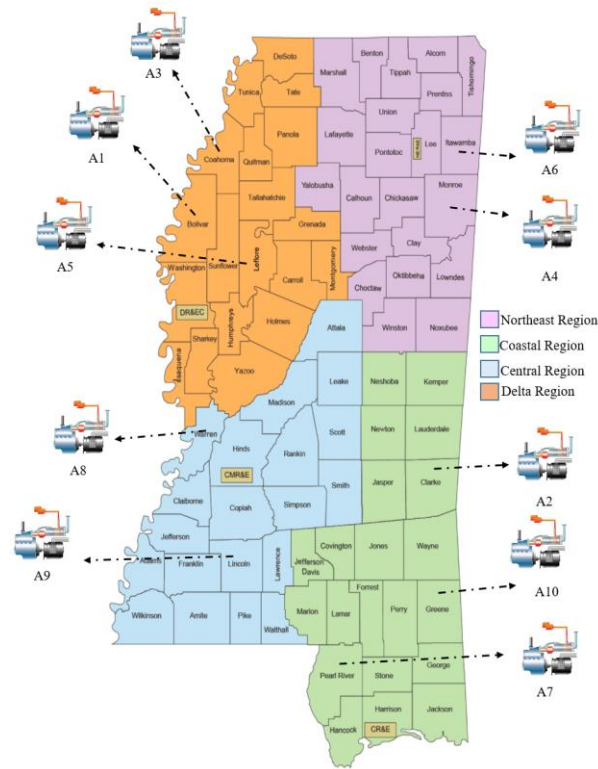 A3
A1
A5
A8
A9
A6
A4
A2
A10
A7
DeSoto
Tunica
Tate
Panola
Coahoma
Quitman
Tallahatchie
Bolivar
Grenada
Leflore
Washington
Sunflower
Carroll
Montgomery
DR&EC
Humphreys
Holmes
Sharkey
Yazoo
Marshall
Benton
Tippah
Alcorn
Tishomingo
Prentiss
Union
Lafayette
Pontotoc
Lee
Itawamba
Yalobusha
Calhoun
Chickasaw
Monroe
Webster
Clay
Choctaw
Oktibbeha
Lowndes
Winston
Noxubee
Northeast Region
Coastal Region
Central Region
Delta Region
Attala
Leake
Madison
Warren
Hinds
Rankin
Scott
CMR&E
Smith
Claiborne
Copiah
Simpson
Jefferson
Adams
Franklin
Lincoln
Lawrence
Wilkinson
Amite
Pike
Walthall
Neshoba
Kemper
Newton
Lauderdale
Jasper
Clarke
Covington
Jones
Wayne
Jefferson
Davis
Marion
Lamar
Forrest
Perry
Greene
Pearl River
Stone
George
Harrison
Jackson
Hancock
CR&E